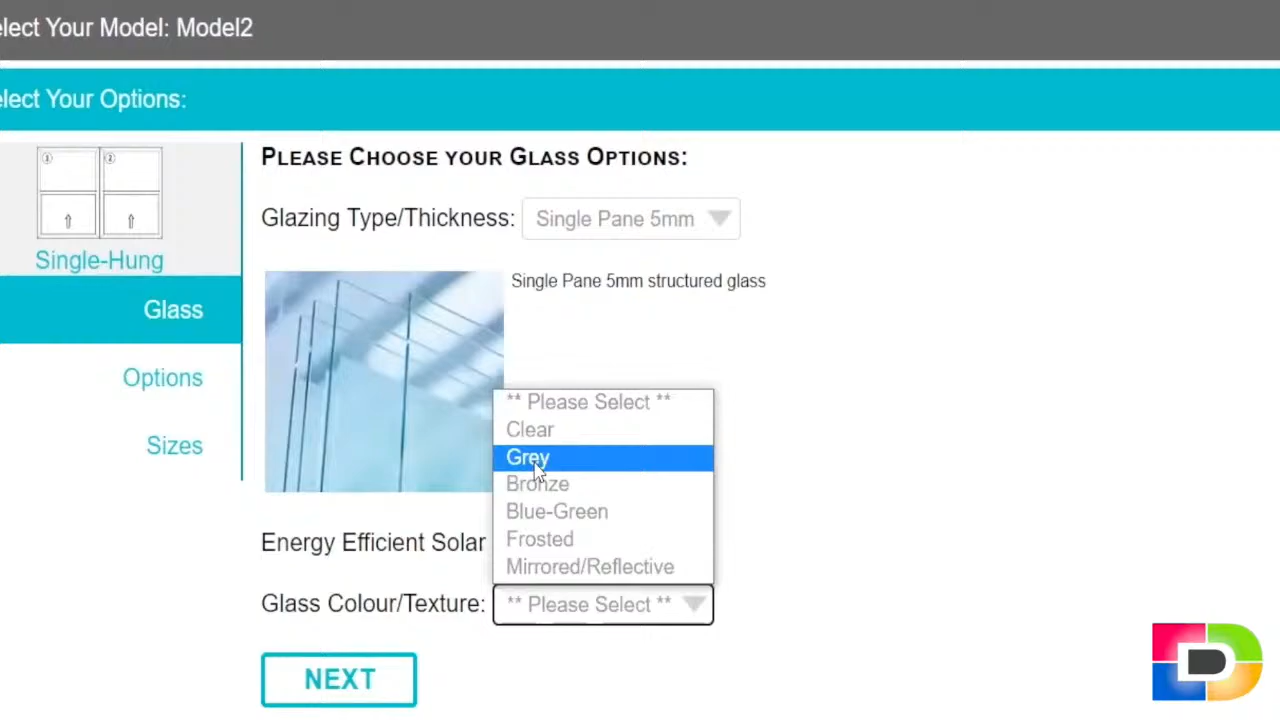 elect Your Model: Model2
elect Your Options:
① ②
Single-Hung
Glass
Options
Sizes
PLEASE CHOOSE YOUR GLASS OPTIONS:
Glazing Type/Thickness: Single Pane 5mm
Single Pane 5mm structured glass
** Please Select **
Clear
Grey
Bronze
Blue-Green
Frosted
Mirrored/Reflective
Energy Efficient Solar
Glass Colour/Texture: ** Please Select **
NEXT
D